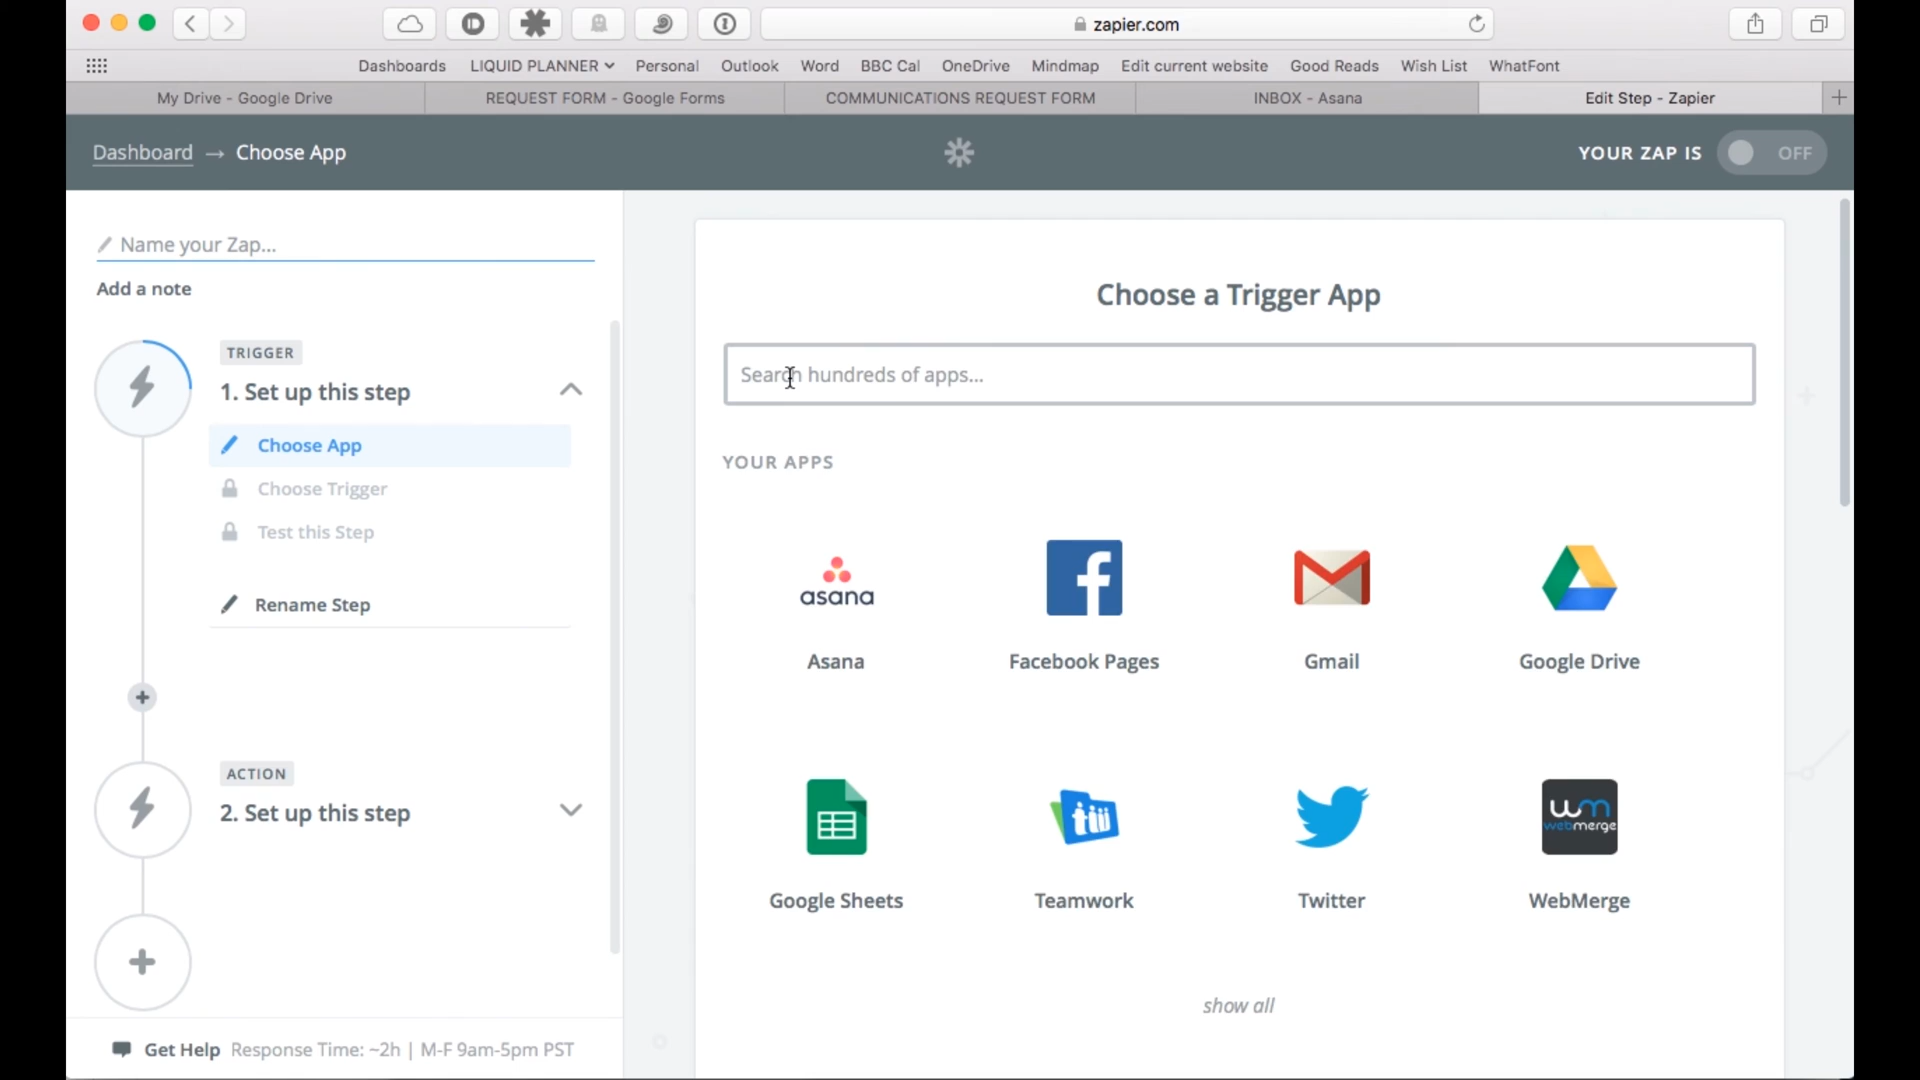 zapier.com
Dashboards LIQUID PLANNER Personal Outlook Word BBC Cal OneDrive Mindmap Edit current website Good Reads Wish List WhatFont
My Drive - Google Drive REQUEST FORM - Google Forms COMMUNICATIONS REQUEST FORM INBOX - Asana Edit Step - Zapier
Dashboard → Choose App YOUR ZAP IS OFF
Name your Zap...
Add a note
TRIGGER
1. Set up this step
Choose App
Choose Trigger
Test this Step
Rename Step
ACTION
2. Set up this step
Get Help Response Time: ~2h | M-F 9am-5pm PST
Choose a Trigger App
Search hundreds of apps...
YOUR APPS
asana
Asana Facebook Pages Gmail Google Drive
wm
webmerge
Google Sheets Teamwork Twitter WebMerge
show all